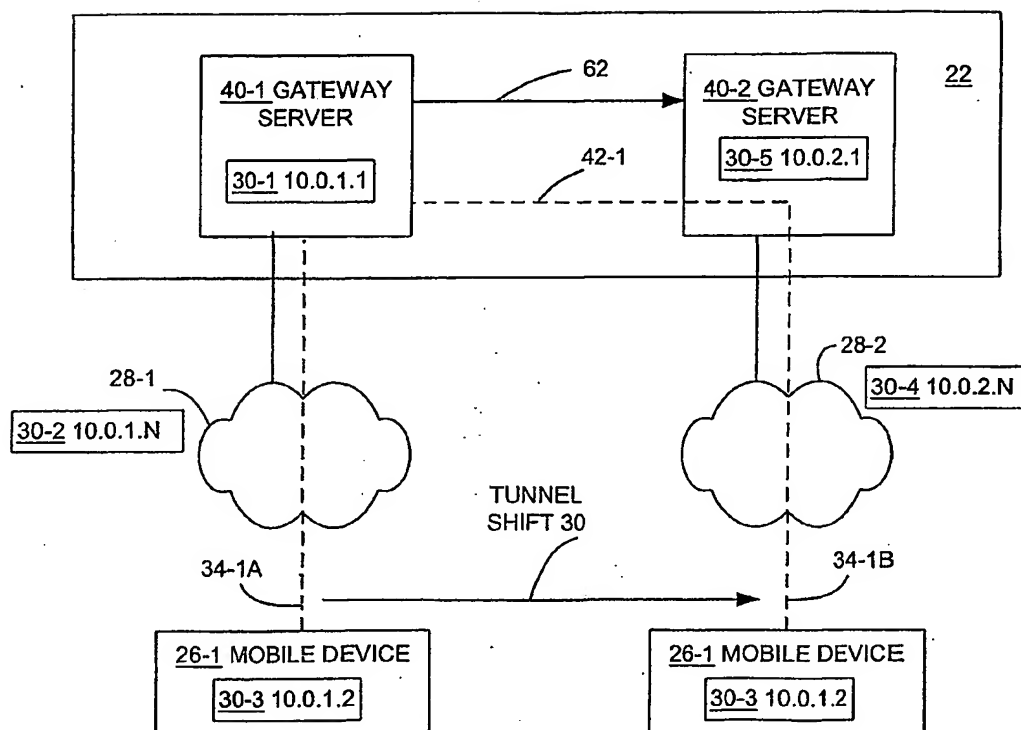 62
22
40-1 GATEWAY
SERVER
40-2 GATEWAY
SERVER
30-1 10.0.1.1
42-1
30-5 10.0.2.1
28-1
28-2
30-2 10.0.1.N
30-4 10.0.2.N
TUNNEL
SHIFT 30
34-1A
34-1B
26-1 MOBILE DEVICE
30-3 10.0.1.2
26-1 MOBILE DEVICE
30-3 10.0.1.2